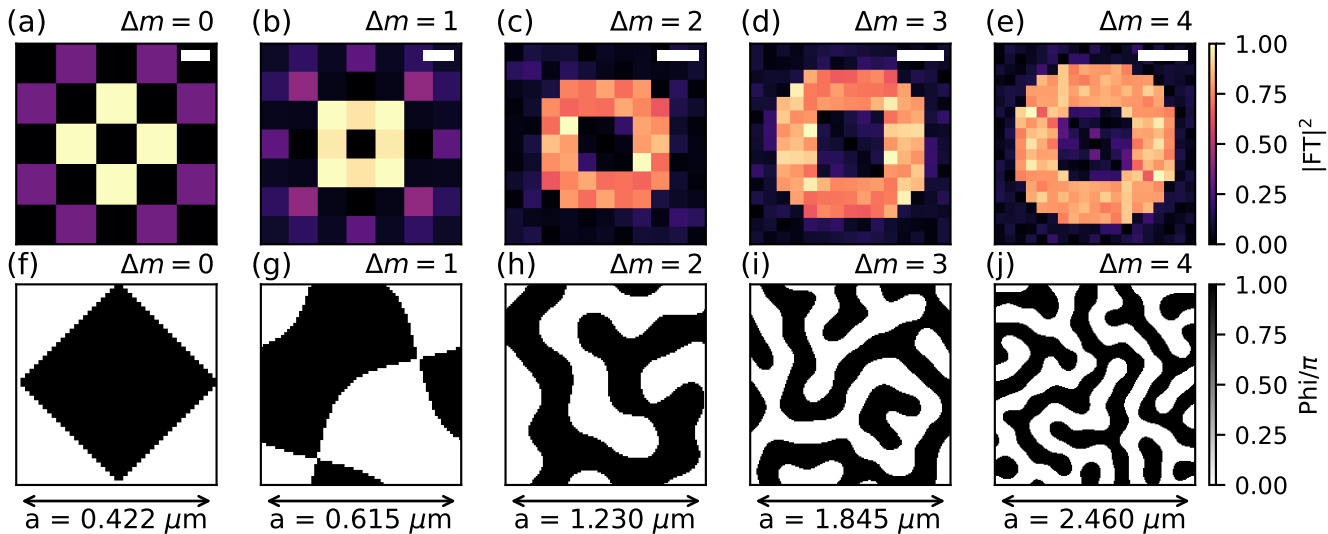 (a) Δm = 0 (b) Δm = 1 (c) Δm = 2 (d) Δm = 3 (e) Δm = 4
1.00
0.75
0.50
0.25
0.00
|FT|²
(f) Δm = 0 (g) Δm = 1 (h) Δm = 2 (i) Δm = 3 (j) Δm = 4
1.00
0.75
0.50
0.25
0.00
Phi/π
a = 0.422 μm a = 0.615 μm a = 1.230 μm a = 1.845 μm a = 2.460 μm